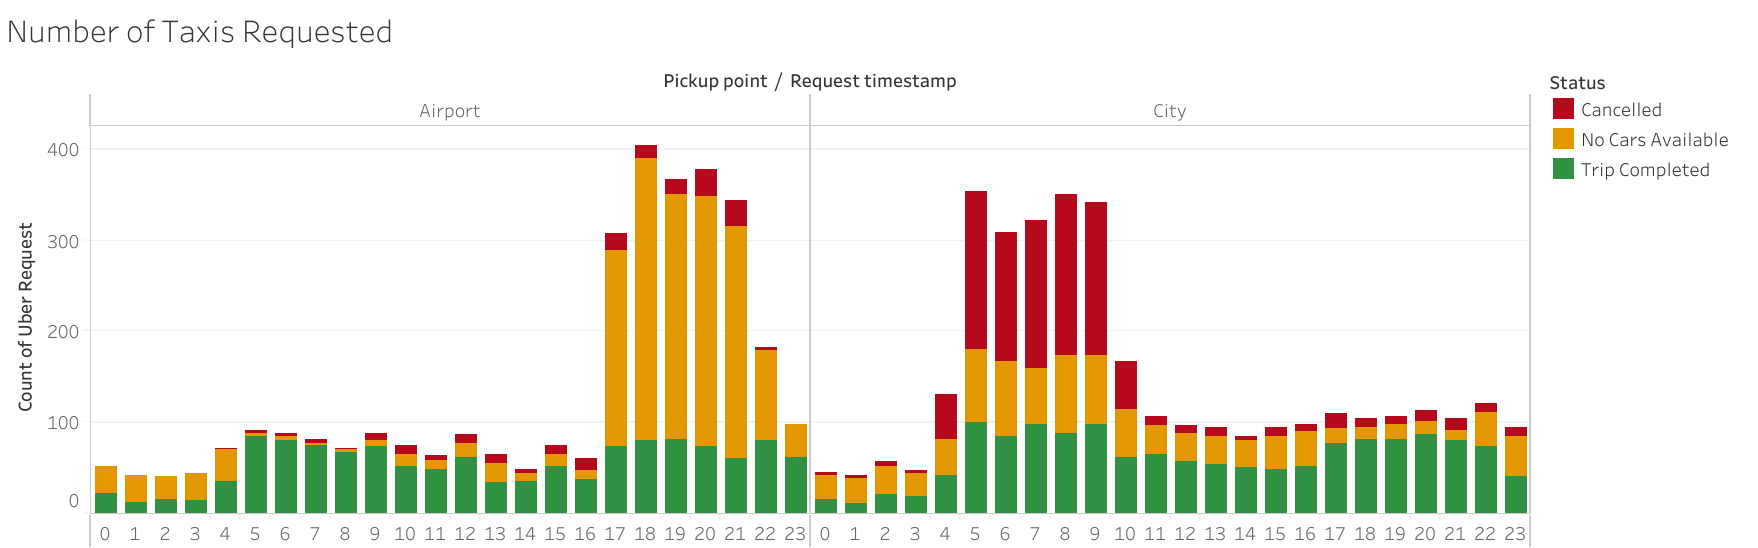 Number of Taxis Requested
Pickup point / Request timestamp
Airport City
Status
Cancelled
No Cars Available
Trip Completed
Count of Uber Request
400
300
200
100
0
0 1 2 3 4 5 6 7 8 9 10 11 12 13 14 15 16 17 18 19 20 21 22 23 0 1 2 3 4 5 6 7 8 9 10 11 12 13 14 15 16 17 18 19 20 21 22 23